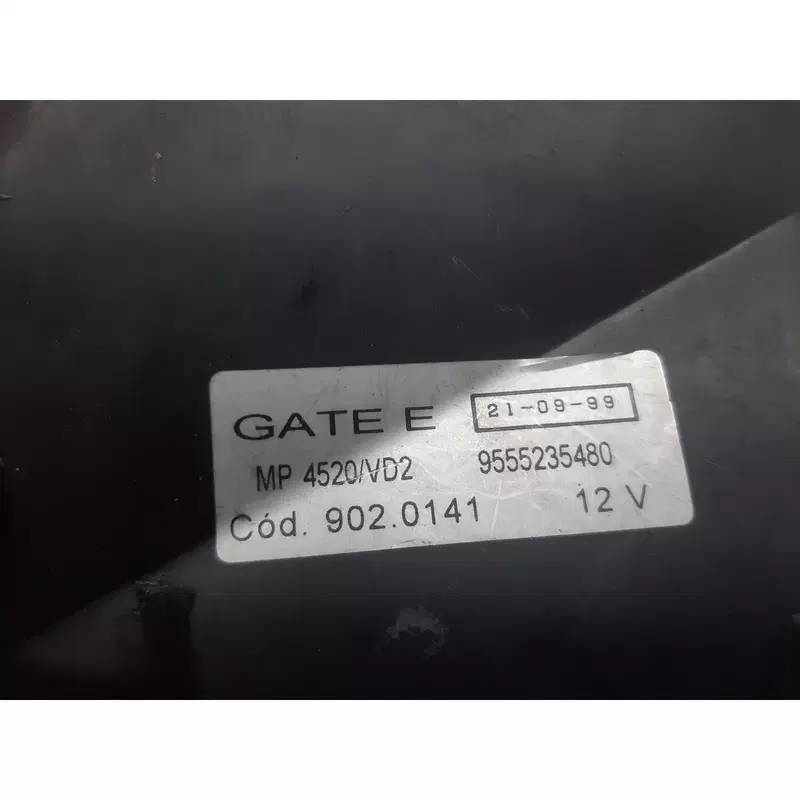 GATE E 21-09-99
MP 4520/VD2 9555235480
Cód. 902.0141 12 V